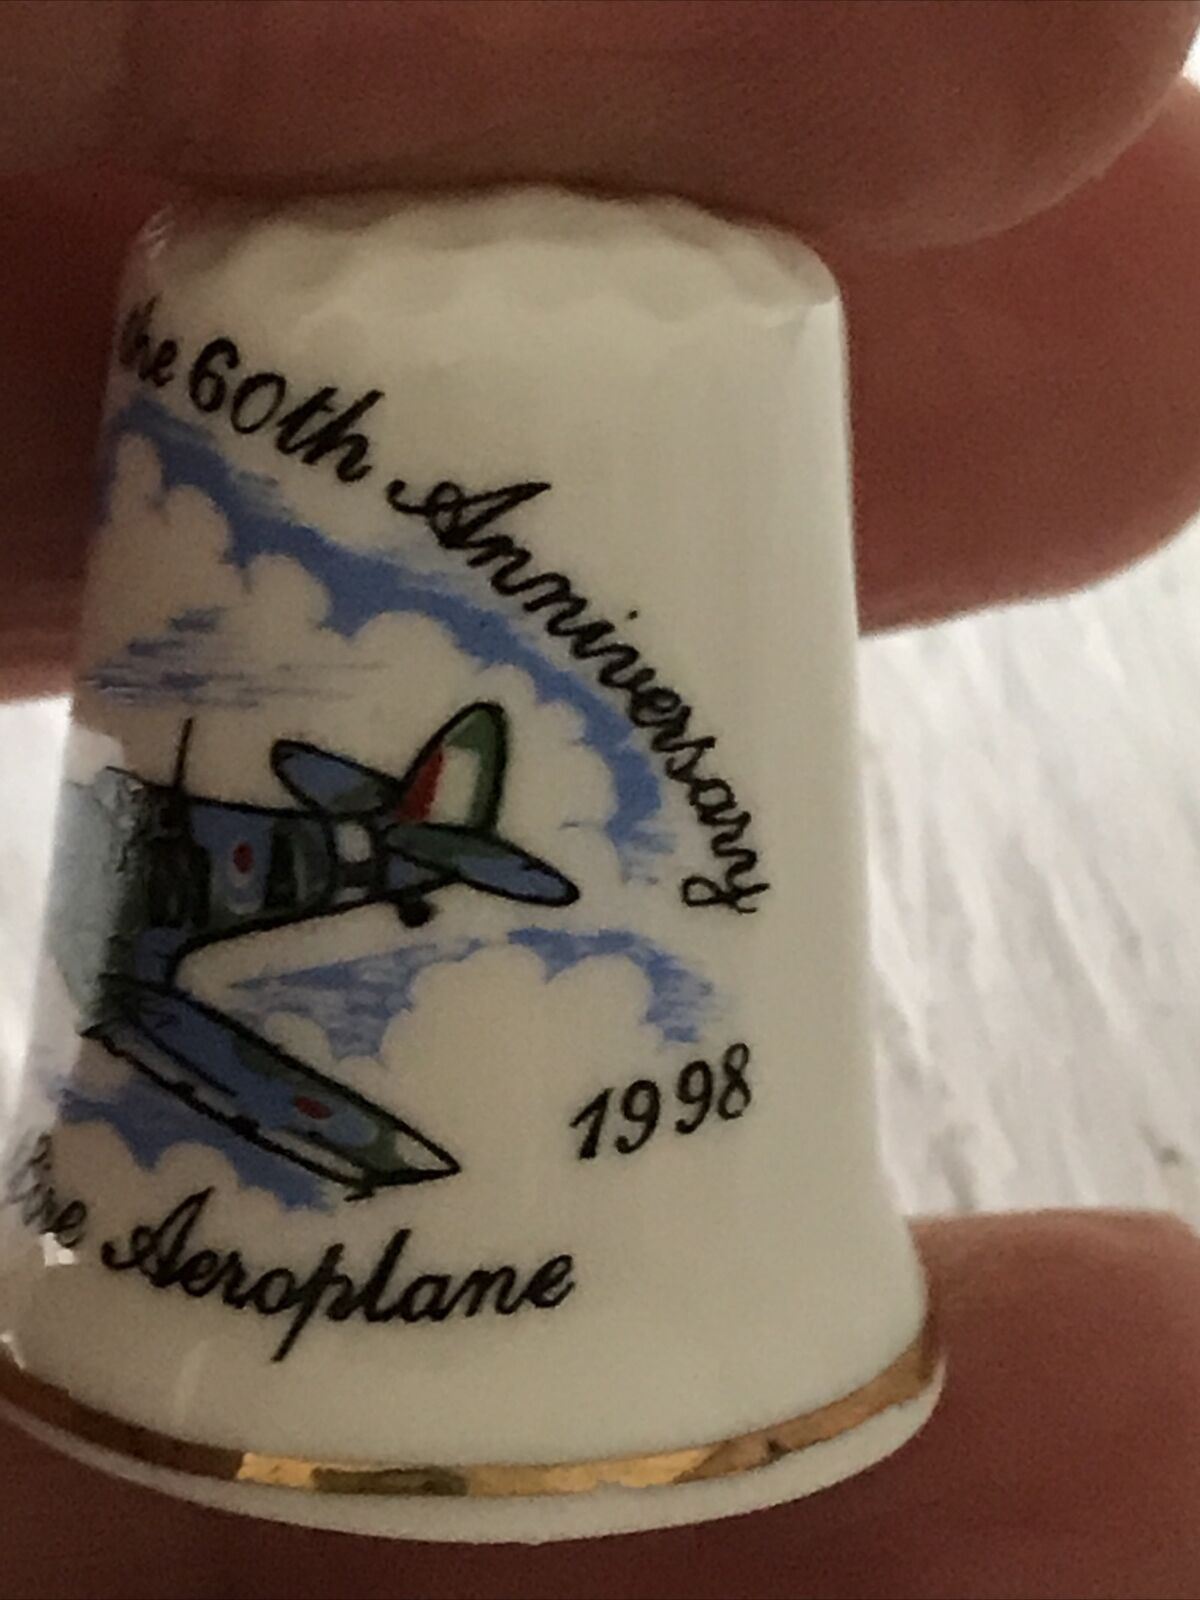 the 60th Anniversary
1998
Aeroplane